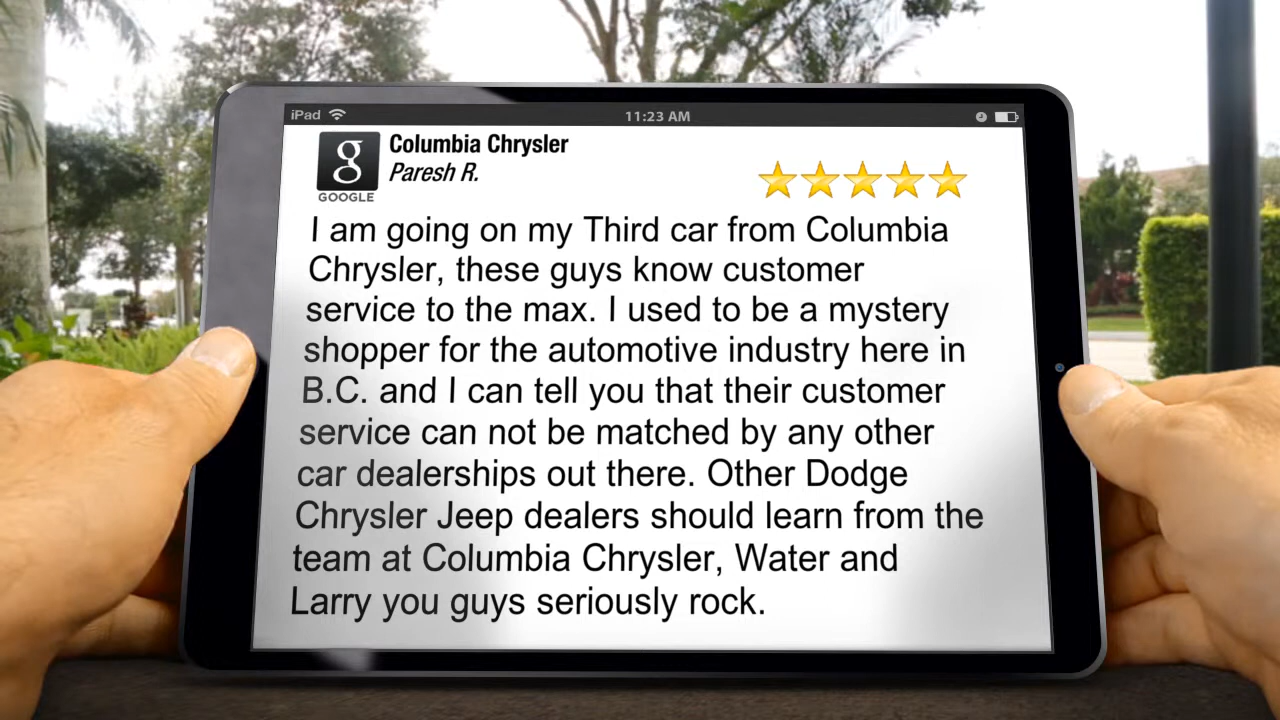 iPad 11:23 AM
g
GOOGLE
Columbia Chrysler
Paresh R.
I am going on my Third car from Columbia
Chrysler, these guys know customer
service to the max. I used to be a mystery
shopper for the automotive industry here in
B.C. and I can tell you that their customer
service can not be matched by any other
car dealerships out there. Other Dodge
Chrysler Jeep dealers should learn from the
team at Columbia Chrysler, Water and
Larry you guys seriously rock.